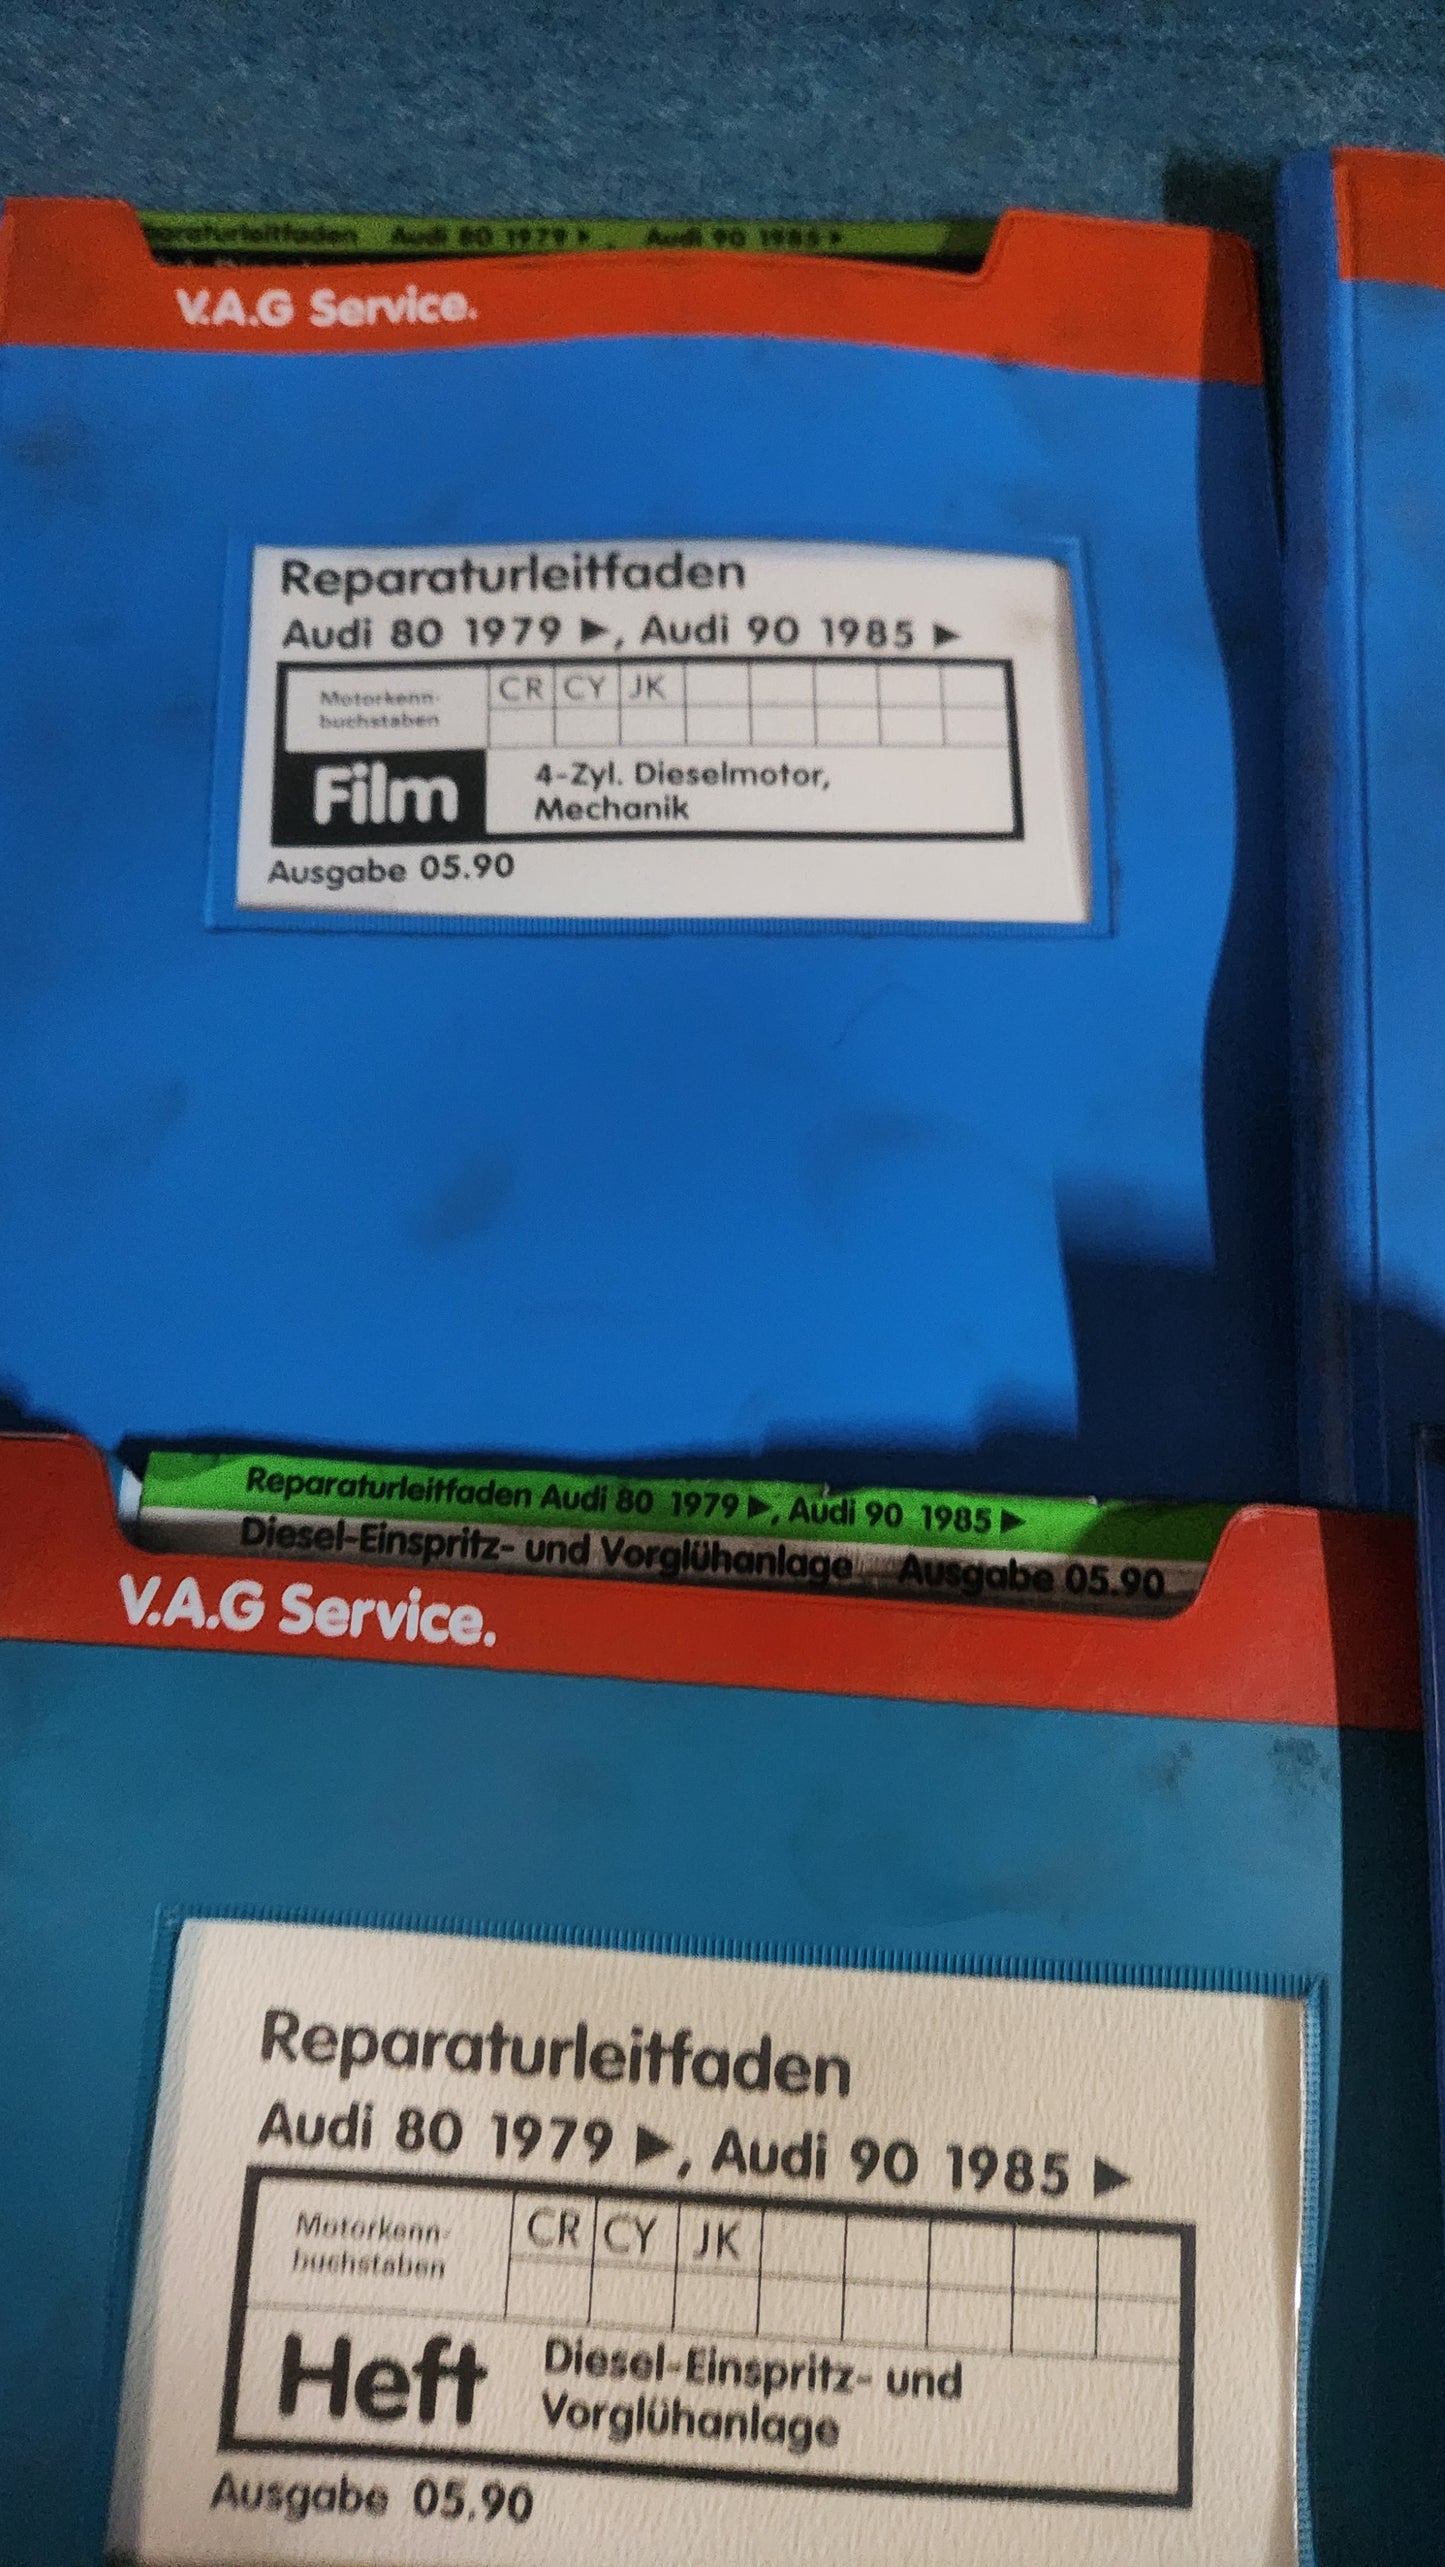 Reparaturleitfaden Audi 80 1979 ►, Audi 90 1985 ►
V.A.G Service.
Reparaturleitfaden
Audi 80 1979 ►, Audi 90 1985 ►
Motorkenn-
buchstaben
CR CY JK
Film
4-Zyl. Dieselmotor,
Mechanik
Ausgabe 05.90
Reparaturleitfaden Audi 80 1979 ►, Audi 90 1985 ►
Diesel-Einspritz- und Vorglühanlage Ausgabe 05.90
V.A.G Service.
Reparaturleitfaden
Audi 80 1979 ►, Audi 90 1985 ►
Motorkenn-
buchstaben
CR CY JK
Heft
Diesel-Einspritz- und
Vorglühanlage
Ausgabe 05.90